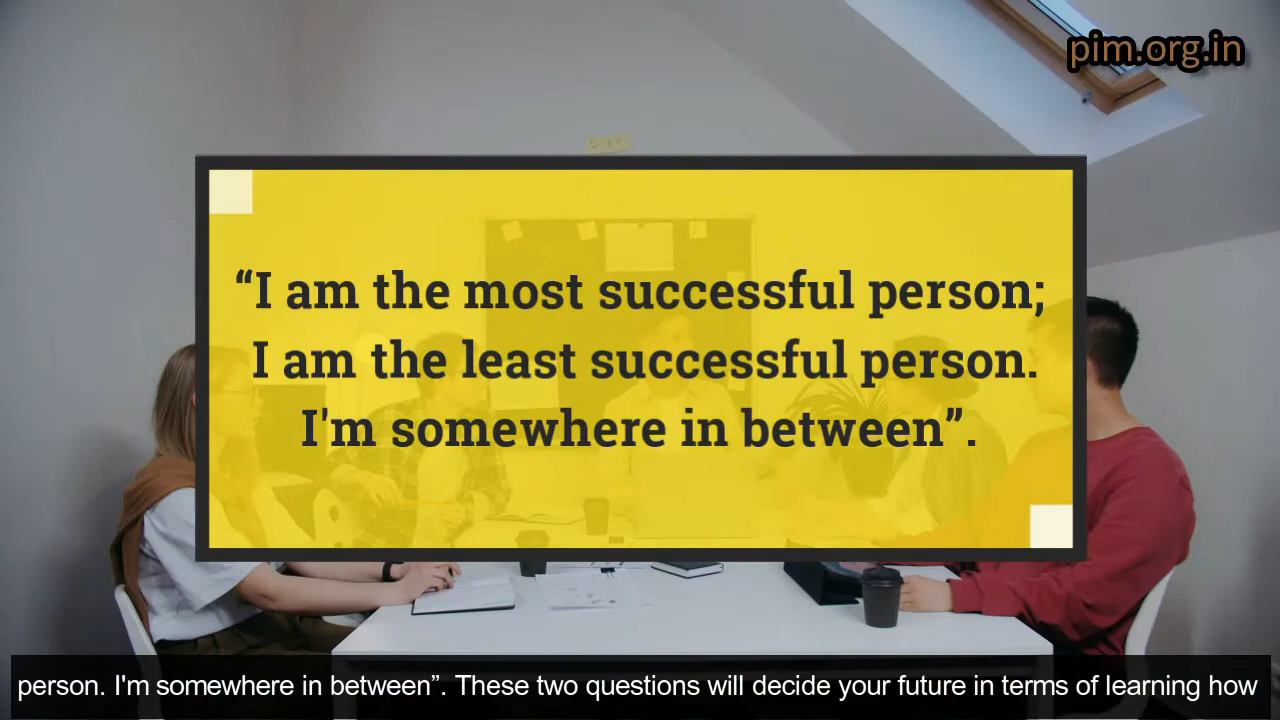 pim.org.in
“I am the most successful person;
I am the least successful person.
I'm somewhere in between”.
person. I'm somewhere in between”. These two questions will decide your future in terms of learning how